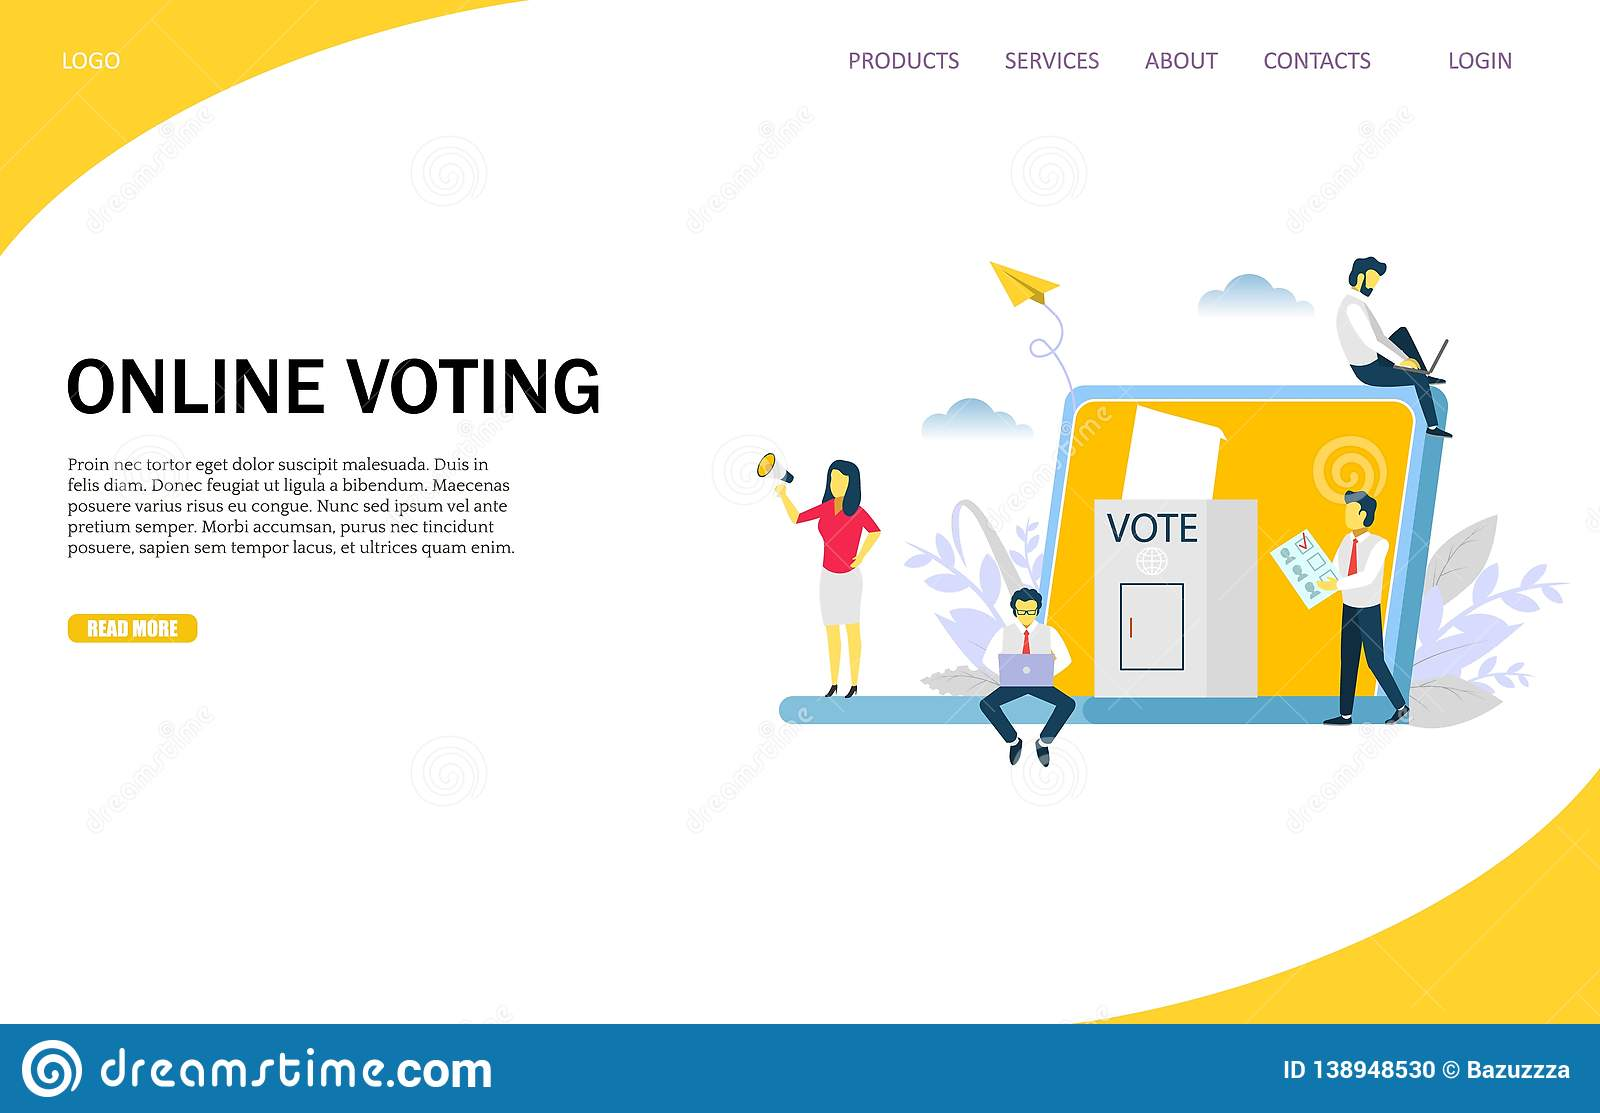 LOGO
PRODUCTS SERVICES ABOUT CONTACTS LOGIN
ONLINE VOTING
Proin nec tortor eget dolor suscipit malesuada. Duis in
felis diam. Donec feugiat ut ligula a bibendum. Maecenas
posuere varius risus eu congue. Nunc sed ipsum vel ante
pretium semper. Morbi accumsan, purus nec tincidunt
posuere, sapien sem tempor lacus, et ultrices quam enim.
READ MORE
VOTE
dreamstime.com
ID 138948530 © Bazuzzza